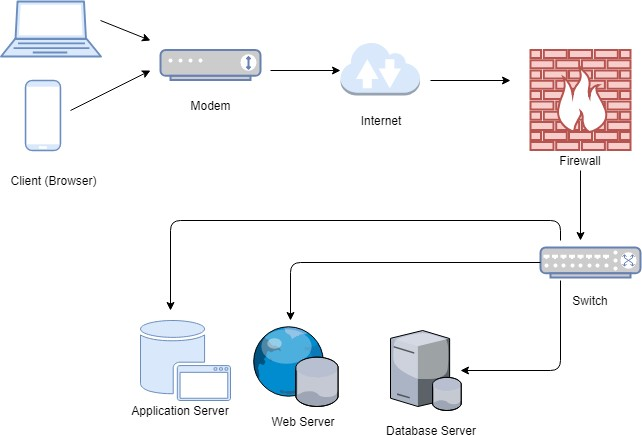 Modem
Internet
Client (Browser)
Firewall
Switch
Application Server
Web Server
Database Server